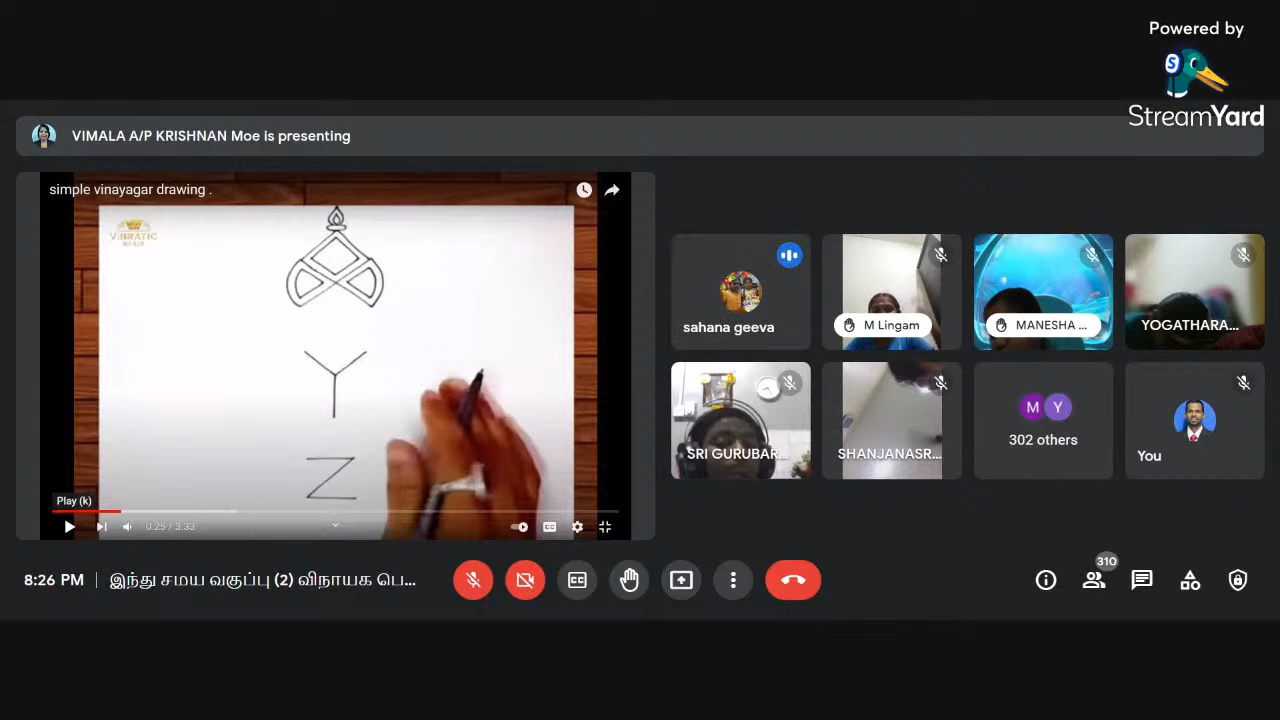 Powered by
StreamYard
VIMALA A/P KRISHNAN Moe is presenting
simple vinayagar drawing .
Y
Z
Play (k)
0:25 / 3:33
CC
sahana geeva
M Lingam
MANESHA ...
YOGATHARA...
SRI GURUBAR...
SHANJANASR...
M Y
302 others
You
8:26 PM | இந்து சமய வகுப்பு (2) விநாயக பெ...
310